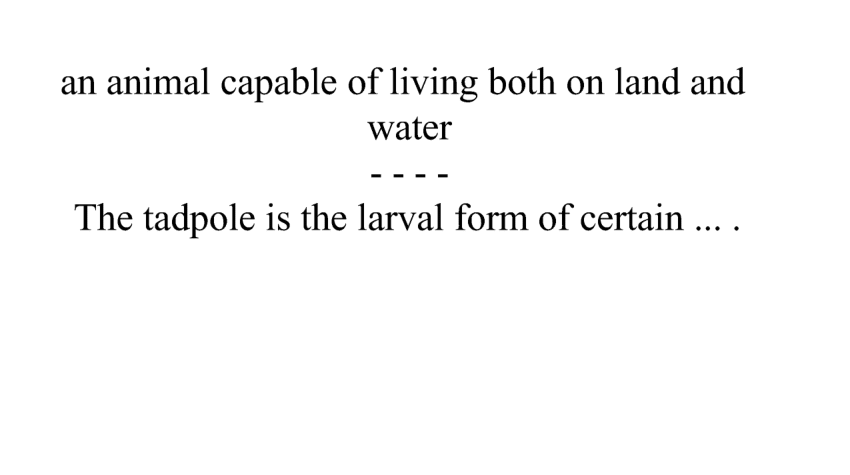 an animal capable of living both on land and
water
- - - -
The tadpole is the larval form of certain ... .